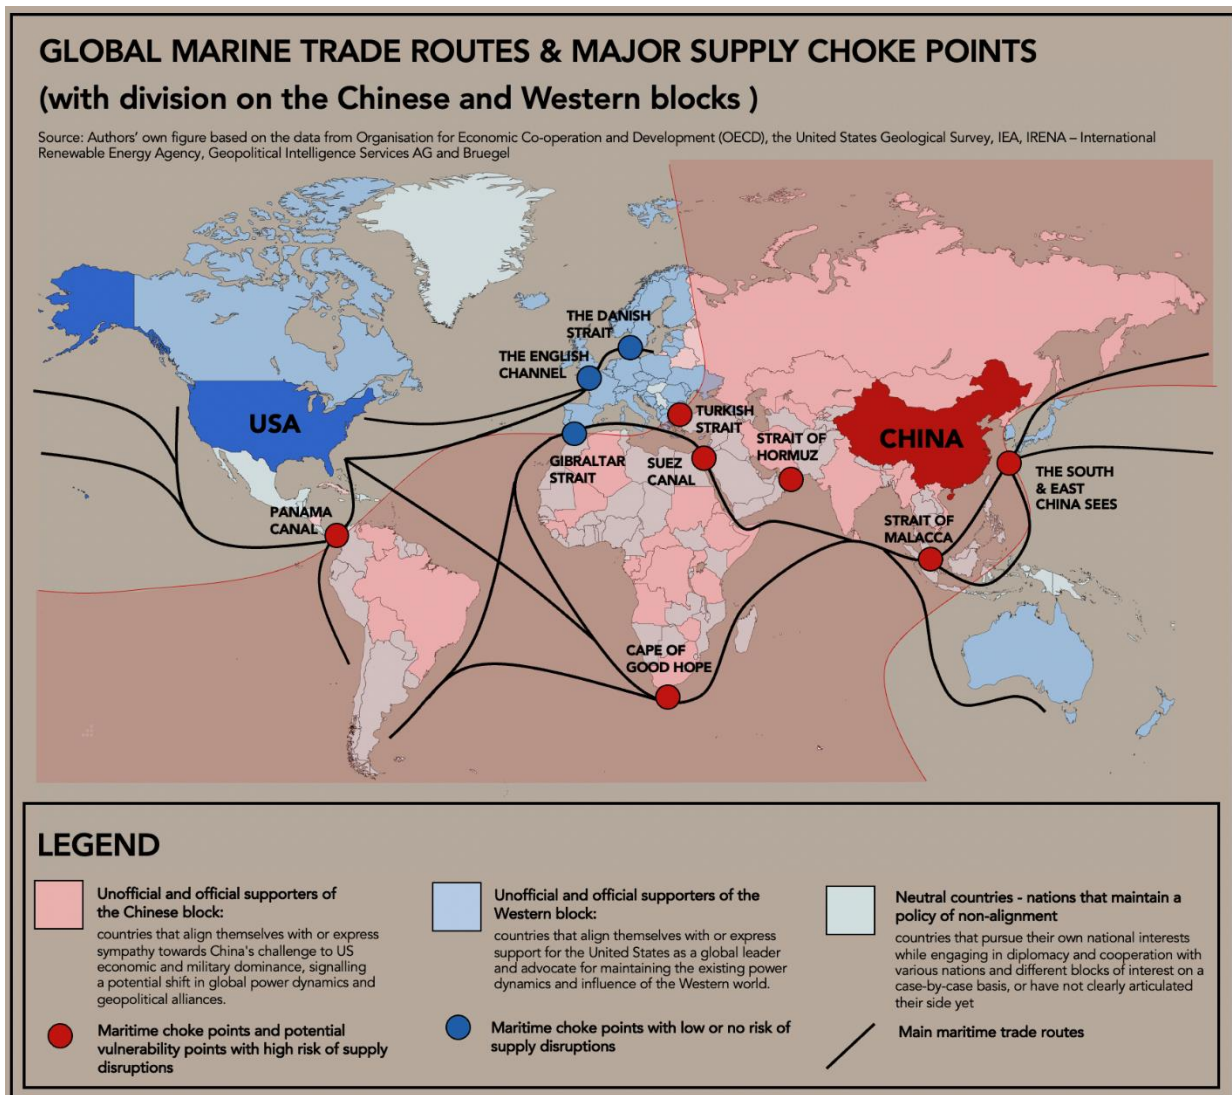 GLOBAL MARINE TRADE ROUTES & MAJOR SUPPLY CHOKE POINTS
(with division on the Chinese and Western blocks )
Source: Authors' own figure based on the data from Organisation for Economic Co-operation and Development (OECD), the United States Geological Survey, IEA, IRENA – International
Renewable Energy Agency, Geopolitical Intelligence Services AG and Bruegel
THE DANISH
STRAIT
THE ENGLISH
CHANNEL
USA
TURKISH
STRAIT
STRAIT OF
HORMUZ
CHINA
GIBRALTAR
STRAIT
SUEZ
CANAL
THE SOUTH
& EAST
CHINA SEES
PANAMA
CANAL
STRAIT OF
MALACCA
CAPE OF
GOOD HOPE
LEGEND
Unofficial and official supporters of
the Chinese block:
countries that align themselves with or express
sympathy towards China's challenge to US
economic and military dominance, signalling
a potential shift in global power dynamics and
geopolitical alliances.
Maritime choke points and potential
vulnerability points with high risk of supply
disruptions
Unofficial and official supporters of the
Western block:
countries that align themselves with or express
support for the United States as a global leader
and advocate for maintaining the existing power
dynamics and influence of the Western world.
Maritime choke points with low or no risk of
supply disruptions
Neutral countries - nations that maintain a
policy of non-alignment
countries that pursue their own national interests
while engaging in diplomacy and cooperation with
various nations and different blocks of interest on a
case-by-case basis, or have not clearly articulated
their side yet
Main maritime trade routes